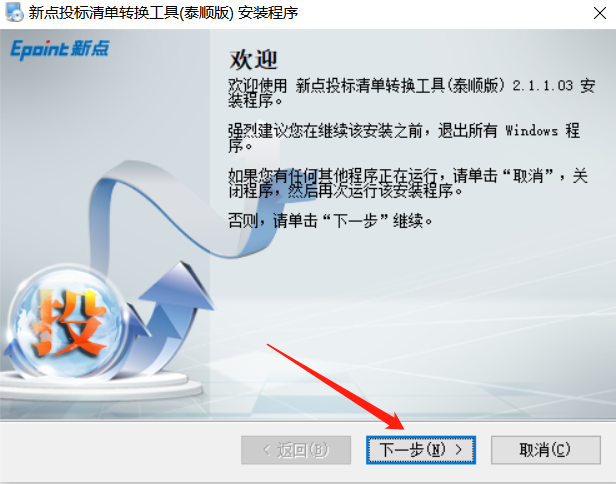 新点投标清单转换工具(泰顺版) 安装程序
Epoint新点
欢迎
欢迎使用 新点投标清单转换工具(泰顺版) 2.1.1.03 安
装程序。
强烈建议您在继续该安装之前，退出所有 Windows 程
序。
如果您有任何其他程序正在运行，请单击“取消”，关
闭程序，然后再次运行该安装程序。
否则，请单击“下一步”继续。
投
< 返回(B)
下一步(N) >
取消(C)